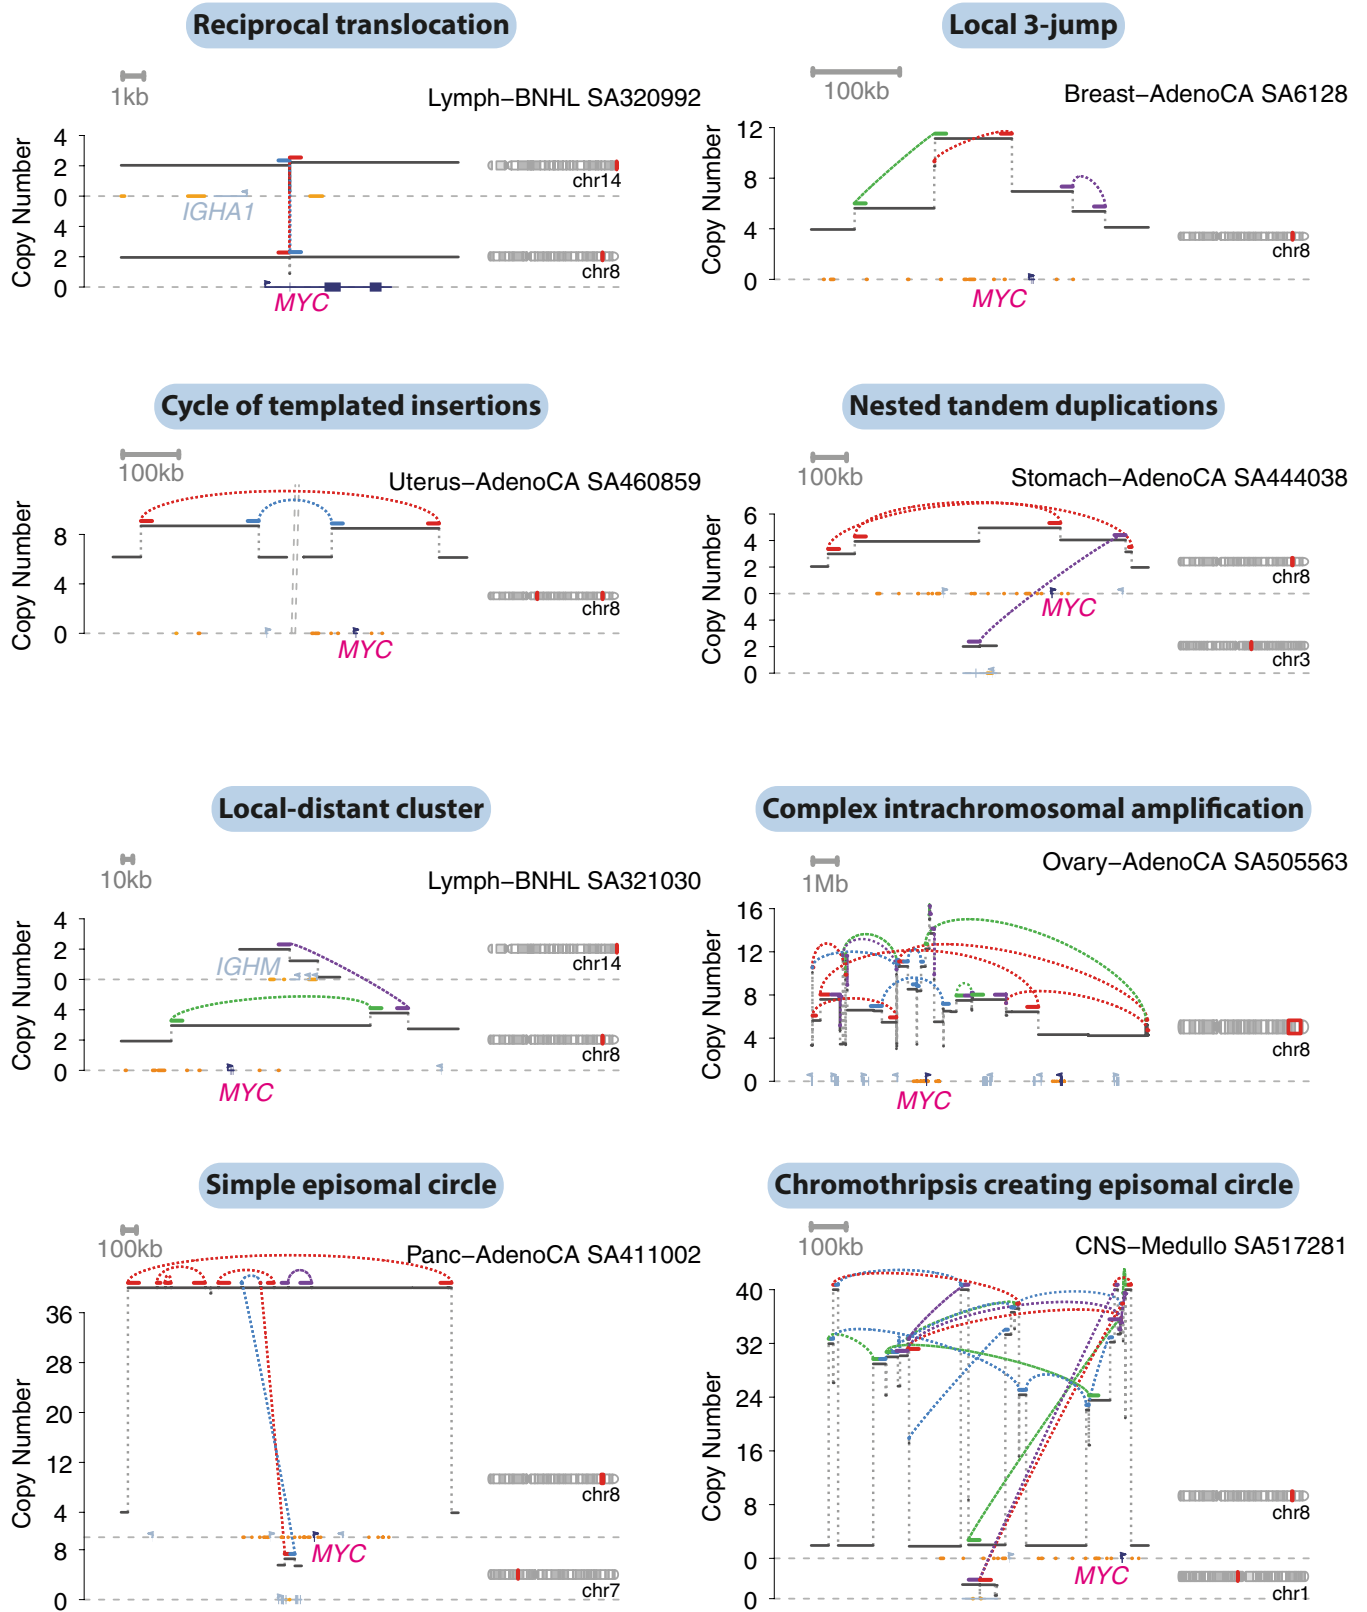 Reciprocal translocation
1kb
Lymph−BNHL SA320992
Copy Number
4
2
0
IGHA1
chr14
4
2
0
MYC
chr8
Local 3-jump
100kb
Breast−AdenoCA SA6128
Copy Number
12
8
4
0
MYC
chr8
Cycle of templated insertions
100kb
Uterus−AdenoCA SA460859
Copy Number
8
4
0
MYC
chr8
Nested tandem duplications
100kb
Stomach−AdenoCA SA444038
Copy Number
6
4
2
0
MYC
chr8
4
2
0
chr3
Local-distant cluster
10kb
Lymph−BNHL SA321030
Copy Number
4
2
0
IGHM
chr14
4
2
0
MYC
chr8
Complex intrachromosomal amplification
1Mb
Ovary−AdenoCA SA505563
Copy Number
16
12
8
4
0
MYC
chr8
Simple episomal circle
100kb
Panc−AdenoCA SA411002
Copy Number
36
28
20
12
4
chr8
MYC
8
0
chr7
Chromothripsis creating episomal circle
100kb
CNS−Medullo SA517281
Copy Number
40
32
24
16
8
0
chr8
MYC
0
chr1